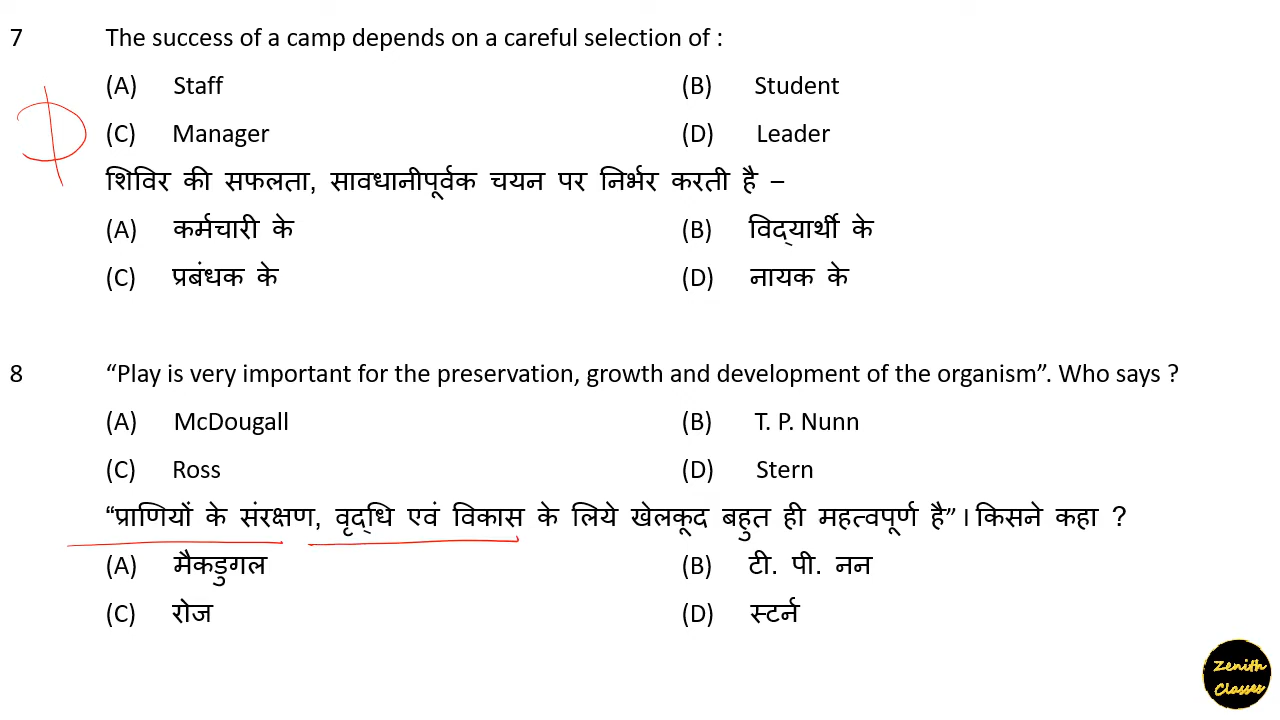 7 The success of a camp depends on a careful selection of :
(A) Staff (B) Student
(C) Manager (D) Leader
शिविर की सफलता, सावधानीपूर्वक चयन पर निर्भर करती है –
(A) कर्मचारी के (B) विद्यार्थी के
(C) प्रबंधक के (D) नायक के
8 “Play is very important for the preservation, growth and development of the organism”. Who says ?
(A) McDougall (B) T. P. Nunn
(C) Ross (D) Stern
“प्राणियों के संरक्षण, वृद्धि एवं विकास के लिये खेलकूद बहुत ही महत्वपूर्ण है”। किसने कहा ?
(A) मैकडुगल (B) टी. पी. नन
(C) रोज (D) स्टर्न
Zenith
Classes